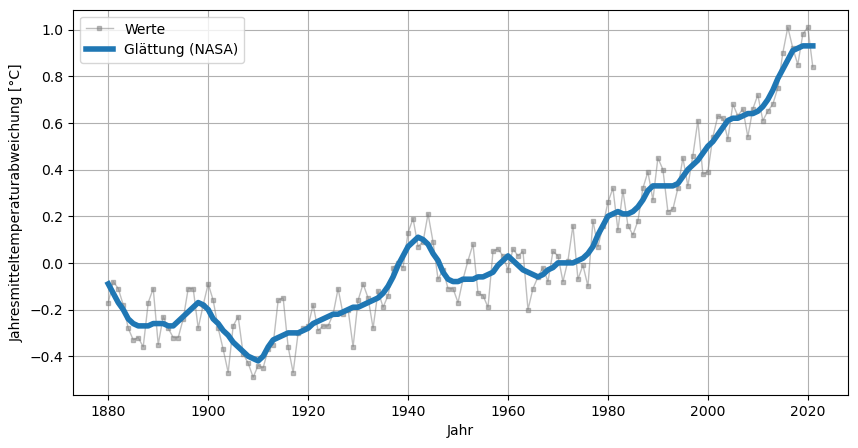 Werte
Glättung (NASA)
Jahresmitteltemperaturabweichung [°C]
1.0
0.8
0.6
0.4
0.2
0.0
−0.2
−0.4
1880 1900 1920 1940 1960 1980 2000 2020
Jahr